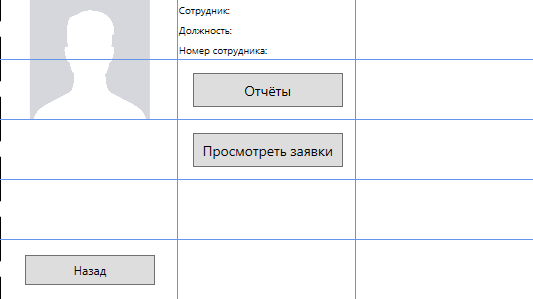 Сотрудник:
Должность:
Номер сотрудника:
Отчёты
Просмотреть заявки
Назад